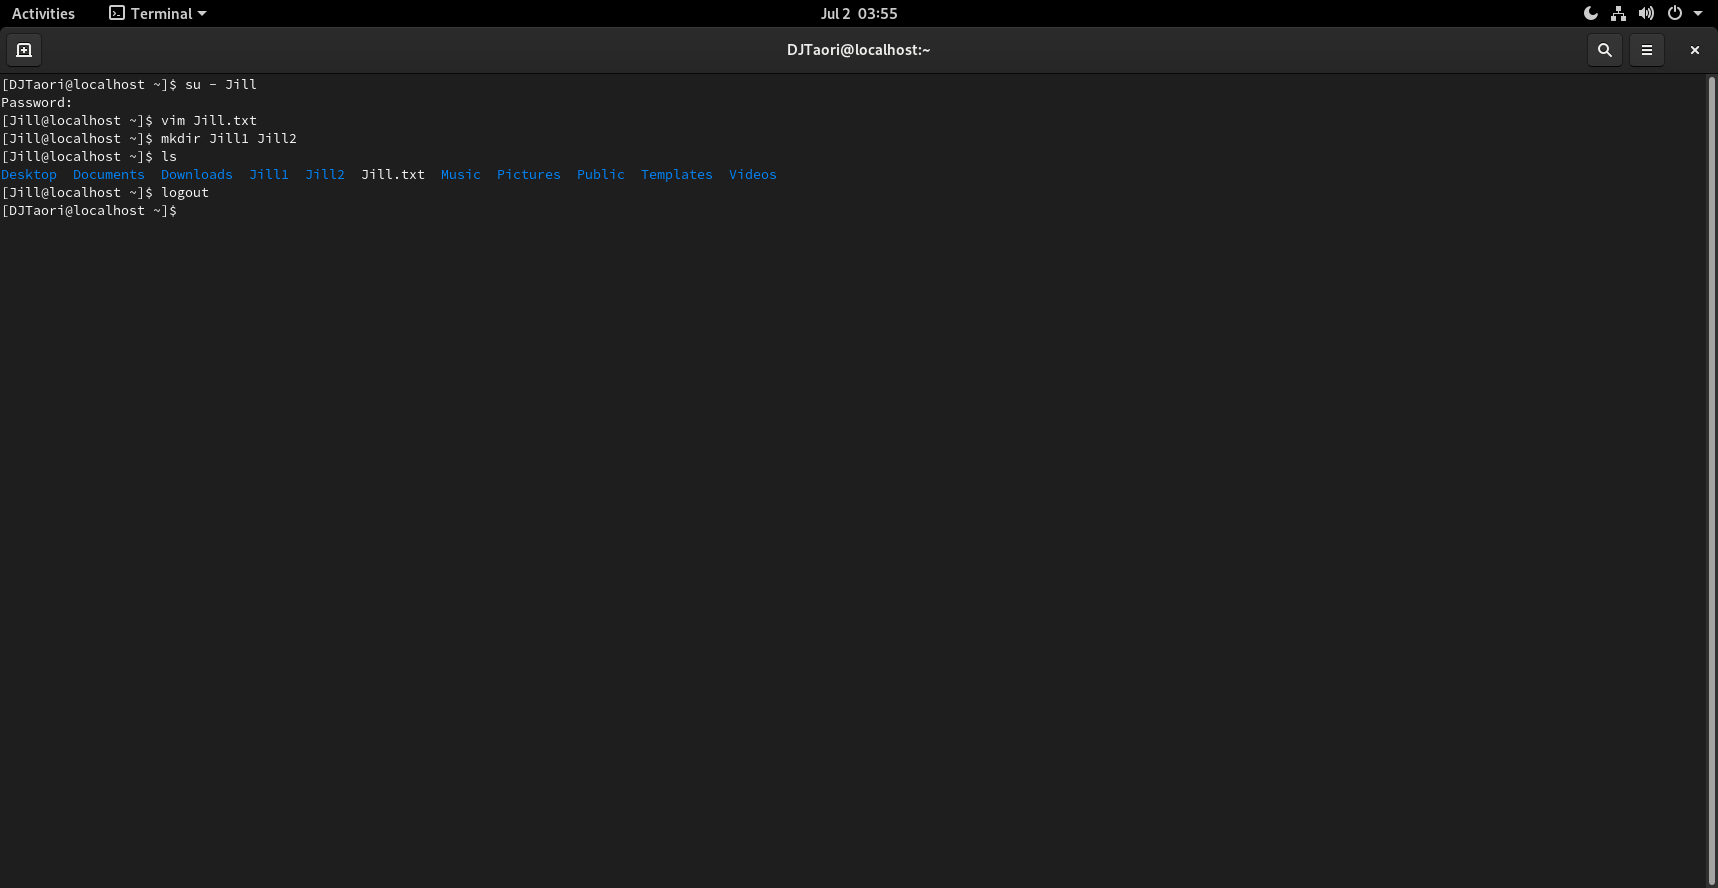 Activities Terminal Jul 2 03:55
DJTaori@localhost:~
[DJTaori@localhost ~]$ su - Jill
Password:
[Jill@localhost ~]$ vim Jill.txt
[Jill@localhost ~]$ mkdir Jill1 Jill2
[Jill@localhost ~]$ ls
Desktop  Documents  Downloads  Jill1  Jill2  Jill.txt  Music  Pictures  Public  Templates  Videos
[Jill@localhost ~]$ logout
[DJTaori@localhost ~]$